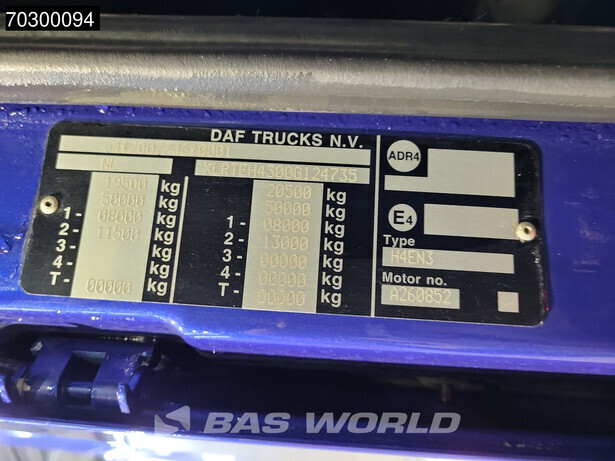 70300094
DAF TRUCKS N.V.
NL XLRTEH4300G124735
19500 kg 20500 kg
50000 kg 50000 kg
1- 08000 kg 1- 08000 kg
2- 11500 kg 2- 13000 kg
3- kg 3- 00000 kg
4- kg 4- 00000 kg
T- 00000 kg T- 00000 kg
ADR4
E4
Type
H4EN3
Motor no.
A260852
BAS WORLD